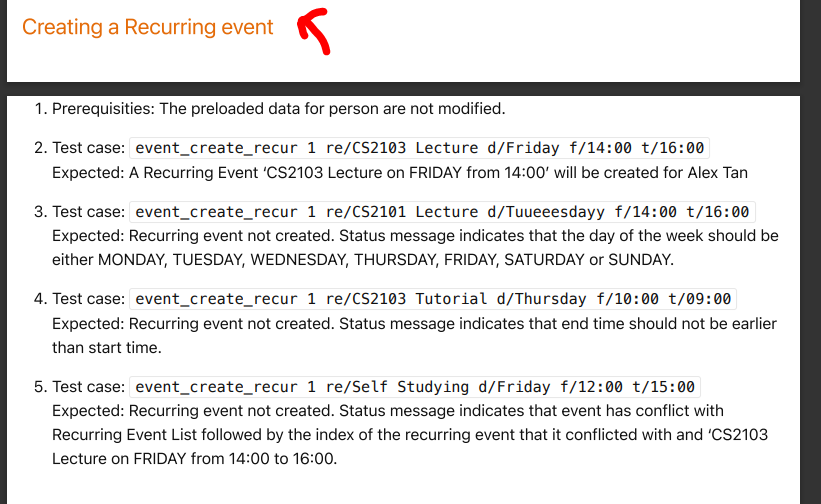 Creating a Recurring event
1. Prerequisities: The preloaded data for person are not modified.
2. Test case: event_create_recur 1 re/CS2103 Lecture d/Friday f/14:00 t/16:00
Expected: A Recurring Event ‘CS2103 Lecture on FRIDAY from 14:00’ will be created for Alex Tan
3. Test case: event_create_recur 1 re/CS2101 Lecture d/Tuueeesdayy f/14:00 t/16:00
Expected: Recurring event not created. Status message indicates that the day of the week should be
either MONDAY, TUESDAY, WEDNESDAY, THURSDAY, FRIDAY, SATURDAY or SUNDAY.
4. Test case: event_create_recur 1 re/CS2103 Tutorial d/Thursday f/10:00 t/09:00
Expected: Recurring event not created. Status message indicates that end time should not be earlier
than start time.
5. Test case: event_create_recur 1 re/Self Studying d/Friday f/12:00 t/15:00
Expected: Recurring event not created. Status message indicates that event has conflict with
Recurring Event List followed by the index of the recurring event that it conflicted with and ‘CS2103
Lecture on FRIDAY from 14:00 to 16:00.